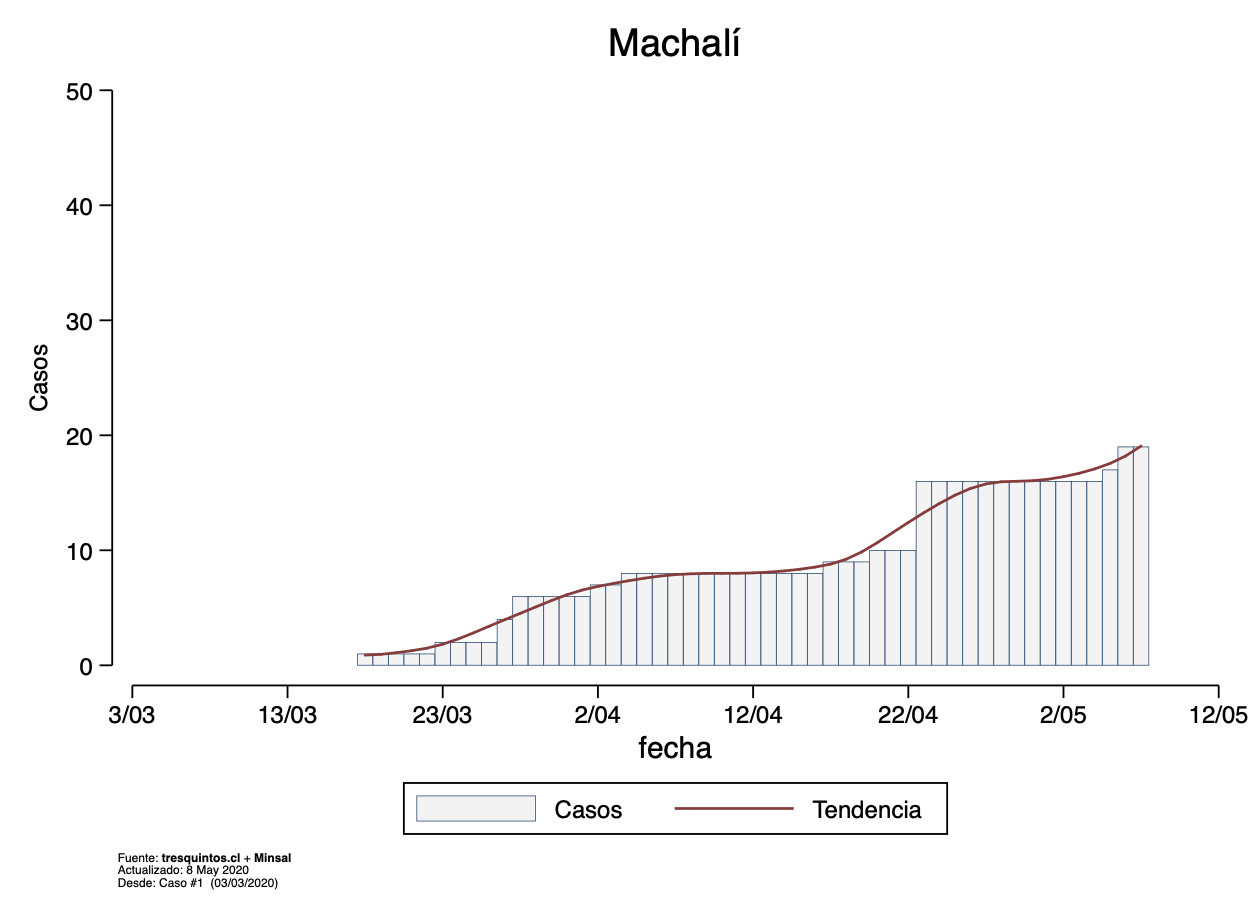 Machalí
50
40
30
20
10
0
Casos
3/03 13/03 23/03 2/04 12/04 22/04 2/05 12/05
fecha
Casos Tendencia
Fuente: tresquintos.cl + Minsal
Actualizado: 8 May 2020
Desde: Caso #1 (03/03/2020)